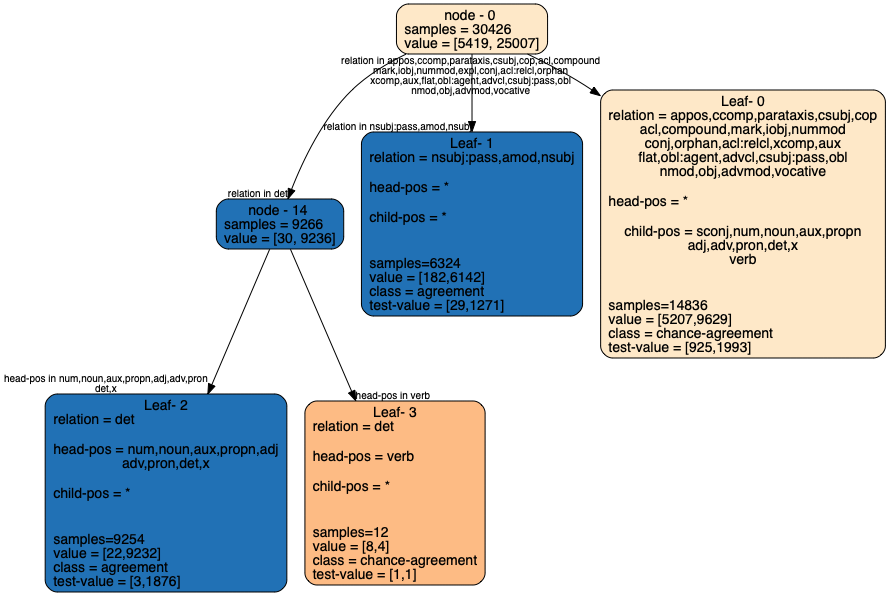 node - 0
samples = 30426
value = [5419, 25007]
relation in appos,ccomp,parataxis,csubj,cop,acl,compound
mark,iobj,nummod,expl,conj,acl:relcl,orphan
xcomp,aux,flat,obl:agent,advcl,csubj:pass,obl
nmod,obj,advmod,vocative
relation in nsubj:pass,amod,nsubj
relation in det
Leaf- 0
relation = appos,ccomp,parataxis,csubj,cop
acl,compound,mark,iobj,nummod
conj,orphan,acl:relcl,xcomp,aux
flat,obl:agent,advcl,csubj:pass,obl
nmod,obj,advmod,vocative
head-pos = *
child-pos = sconj,num,noun,aux,propn
adj,adv,pron,det,x
verb
samples=14836
value = [5207,9629]
class = chance-agreement
test-value = [925,1993]
Leaf- 1
relation = nsubj:pass,amod,nsubj
head-pos = *
child-pos = *
samples=6324
value = [182,6142]
class = agreement
test-value = [29,1271]
node - 14
samples = 9266
value = [30, 9236]
head-pos in num,noun,aux,propn,adj,adv,pron
det,x
head-pos in verb
Leaf- 2
relation = det
head-pos = num,noun,aux,propn,adj
adv,pron,det,x
child-pos = *
samples=9254
value = [22,9232]
class = agreement
test-value = [3,1876]
Leaf- 3
relation = det
head-pos = verb
child-pos = *
samples=12
value = [8,4]
class = chance-agreement
test-value = [1,1]